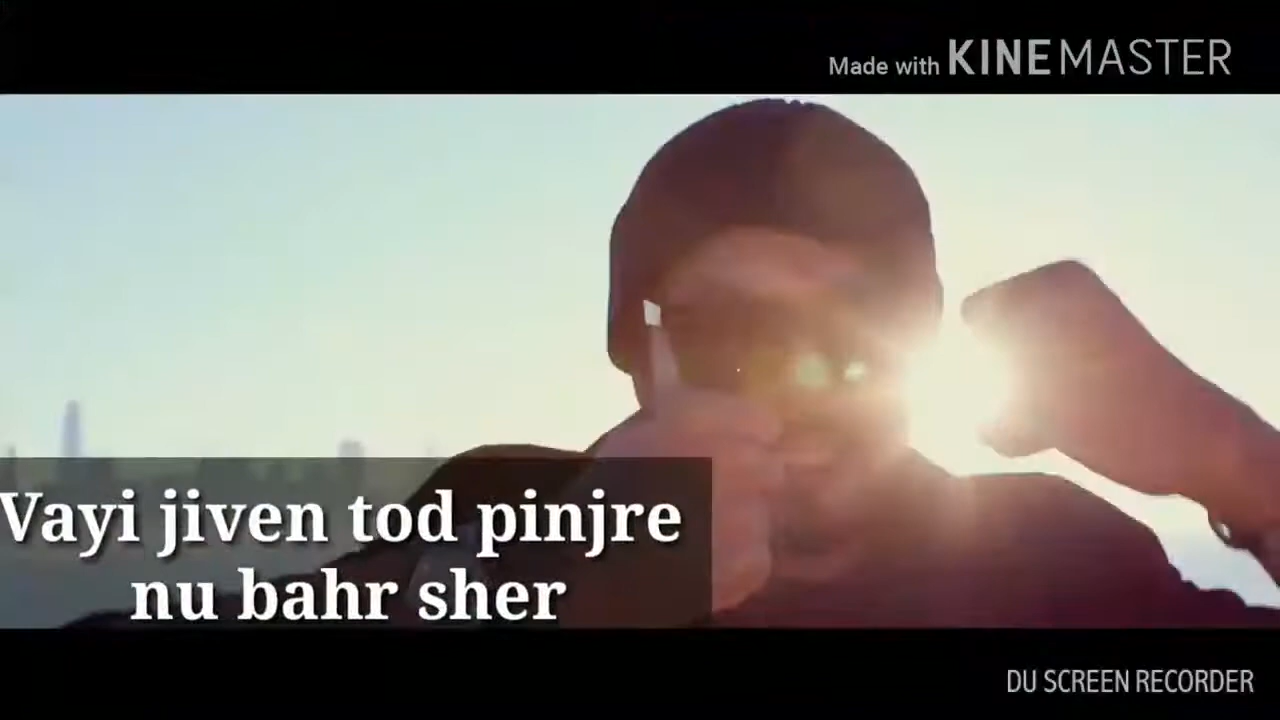 Made with KINEMASTER
Vayi jiven tod pinjre
nu bahr sher
DU SCREEN RECORDER